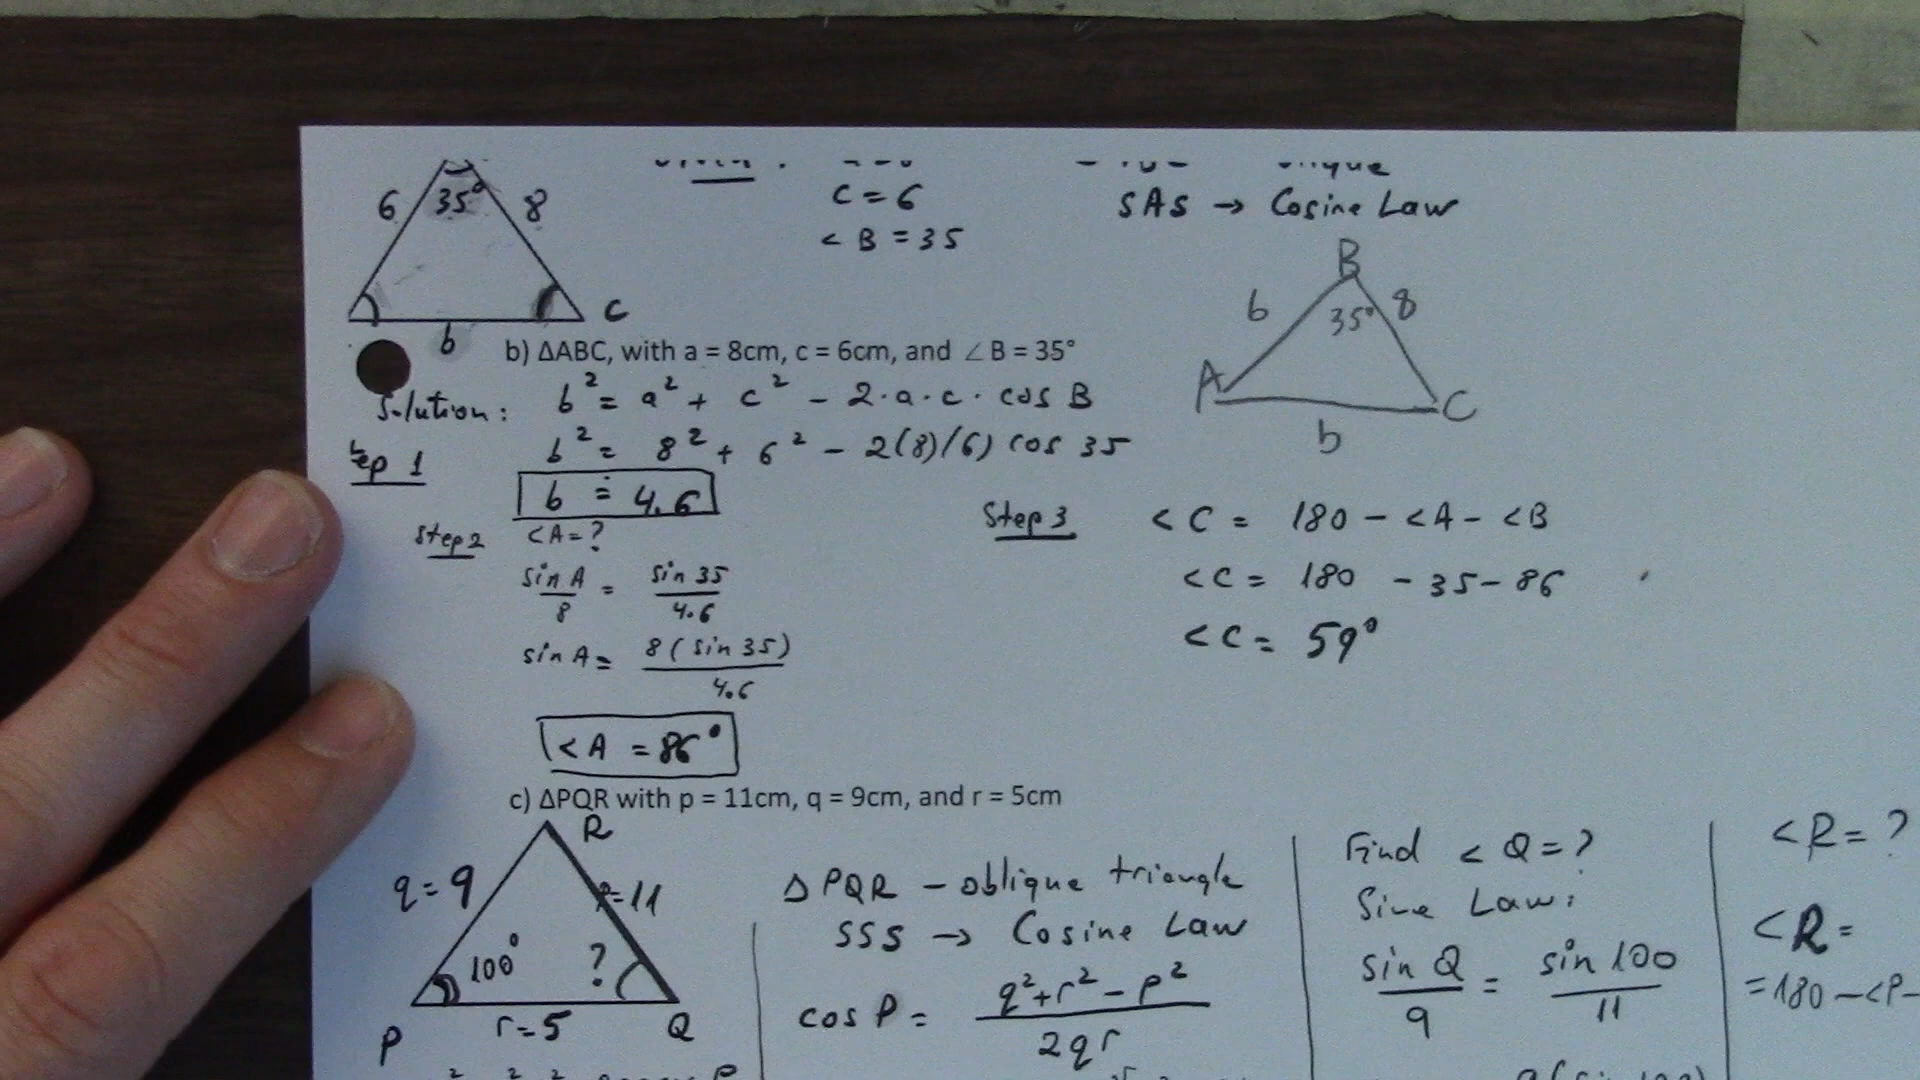 6 35° 8
C = 6
SAS → Cosine Law
< B = 35
C
b
B
6 35° 8
A C
b
b) ΔABC, with a = 8cm, c = 6cm, and ∠B = 35°
Solution: b² = a² + c² - 2·a·c· cos B
b² = 8² + 6² - 2(8)(6) cos 35
tep 1
b ≐ 4.6
Step 2 <A = ?
sin A / 8 = sin 35 / 4.6
sin A = 8 (sin 35) / 4.6
<A = 86°
Step 3 < C = 180 - <A - <B
< C = 180 - 35 - 86
< C = 59°
c) ΔPQR with p = 11cm, q = 9cm, and r = 5cm
R
q = 9 p = 11
100° ?
P r = 5 Q
Δ PQR - oblique triangle
SSS → Cosine Law
cos P = q² + r² - p² / 2qr
Find < Q = ?
Sine Law:
sin Q / 9 = sin 100 / 11
<R = ?
<R =
= 180 - <P -